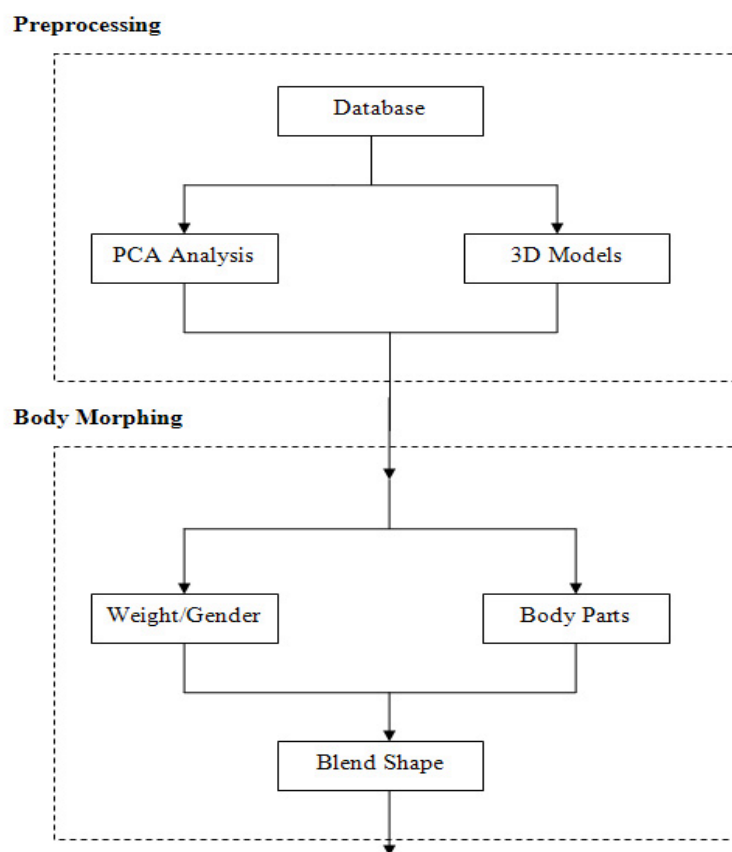 Preprocessing
Database
PCA Analysis
3D Models
Body Morphing
Weight/Gender
Body Parts
Blend Shape